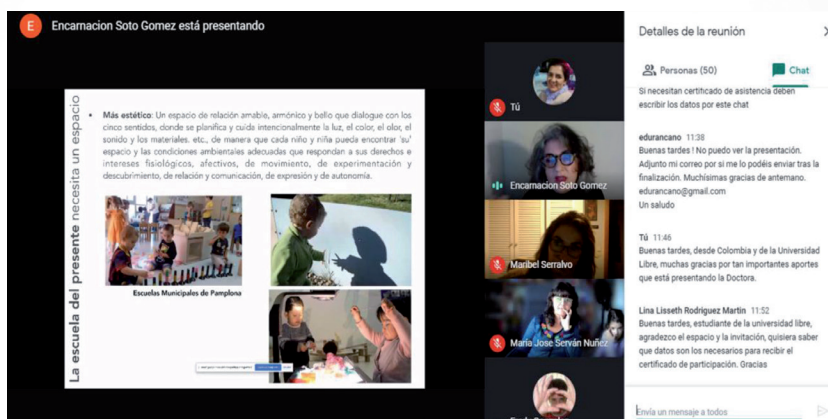 E Encarnacion Soto Gomez está presentando
La escuela del presente necesita un espacio
• Más estético: Un espacio de relación amable, armónico y bello que dialogue con los
cinco sentidos, donde se planifica y cuida intencionalmente la luz, el color, el olor, el
sonido y los materiales. etc., de manera que cada niño y niña pueda encontrar 'su'
espacio y las condiciones ambientales adecuadas que respondan a sus derechos e
intereses fisiológicos, afectivos, de movimiento, de experimentación y
descubrimiento, de relación y comunicación, de expresión y de autonomía.
Escuelas Municipales de Pamplona
Tú
Encarnacion Soto Gomez
Maribel Serralvo
Maria Jose Serván Nuñez
Detalles de la reunión
Personas (50)
Chat
Si necesitan certificado de asistencia deben
escribir los datos por este chat
edurancano 11:38
Buenas tardes ! No puedo ver la presentación.
Adjunto mi correo por si me lo podéis enviar tras la
finalización. Muchísimas gracias de antemano.
edurancano@gmail.com
Un saludo
Tú 11:46
Buenas tardes, desde Colombia y de la Universidad
Libre, muchas gracias por tan importantes aportes
que está presentando la Doctora.
Lina Lisseth Rodriguez Martin 11:52
Buenas tardes, estudiante de la universidad libre,
agradezco el espacio y la invitación, quisiera saber
que datos son los necesarios para recibir el
certificado de participación. Gracias
Envía un mensaje a todos